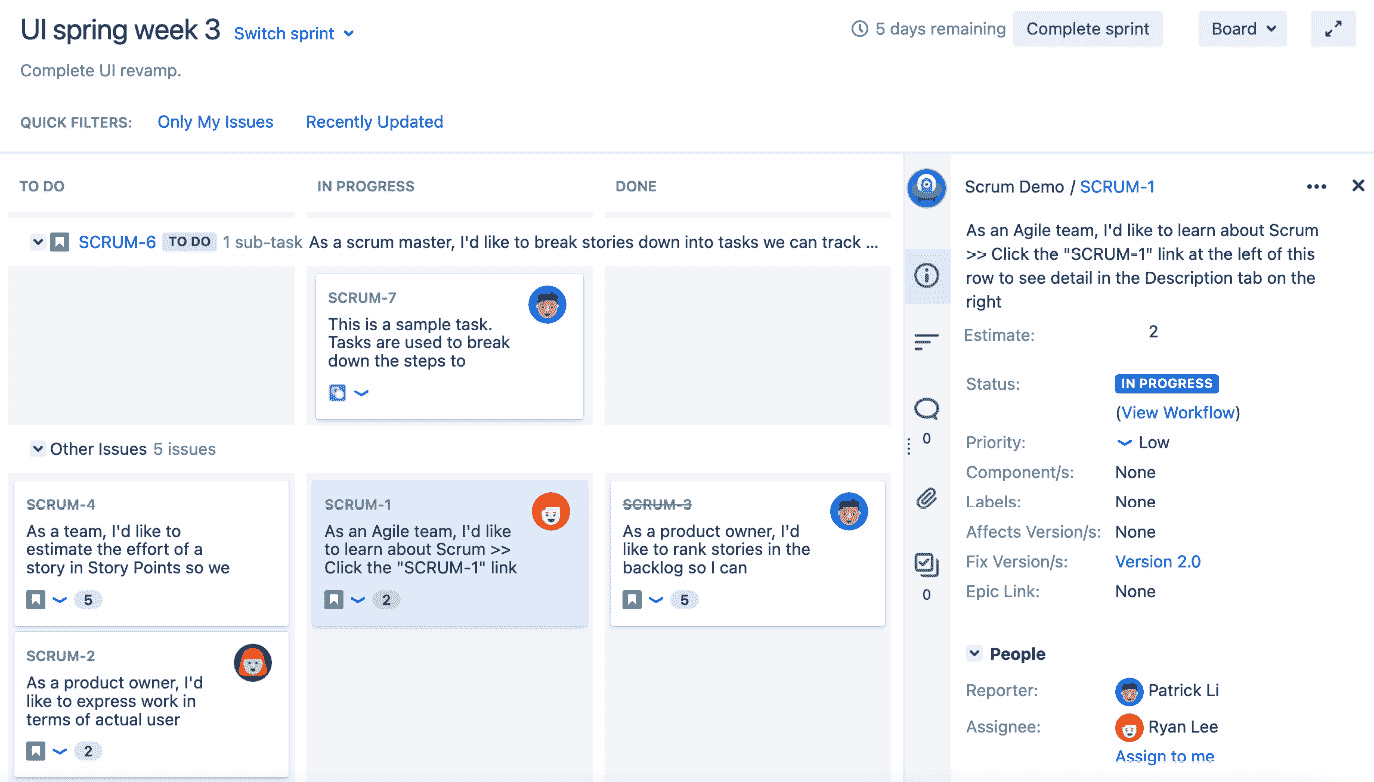 UI spring week 3 Switch sprint
5 days remaining Complete sprint Board
Complete UI revamp.
QUICK FILTERS: Only My Issues Recently Updated
TO DO IN PROGRESS DONE
SCRUM-6 TO DO 1 sub-task As a scrum master, I'd like to break stories down into tasks we can track ...
SCRUM-7
This is a sample task.
Tasks are used to break
down the steps to
Other Issues 5 issues
SCRUM-4
As a team, I'd like to
estimate the effort of a
story in Story Points so we
5
SCRUM-2
As a product owner, I'd
like to express work in
terms of actual user
2
SCRUM-1
As an Agile team, I'd like
to learn about Scrum >>
Click the "SCRUM-1" link
2
SCRUM-3
As a product owner, I'd
like to rank stories in the
backlog so I can
5
0
0
Scrum Demo / SCRUM-1
As an Agile team, I'd like to learn about Scrum
>> Click the "SCRUM-1" link at the left of this
row to see detail in the Description tab on the
right
Estimate: 2
Status: IN PROGRESS
(View Workflow)
Priority: Low
Component/s: None
Labels: None
Affects Version/s: None
Fix Version/s: Version 2.0
Epic Link: None
People
Reporter: Patrick Li
Assignee: Ryan Lee
Assign to me